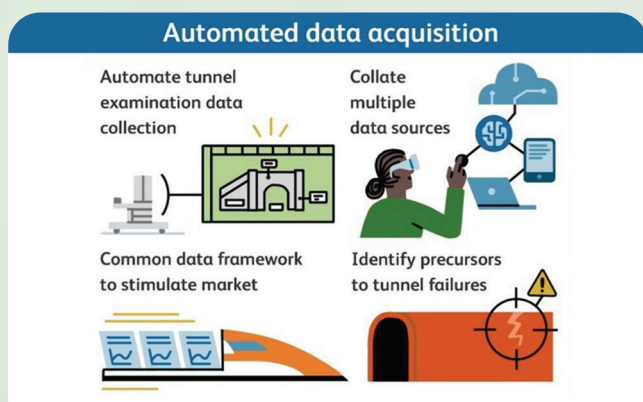 Automated data acquisition
Automate tunnel
examination data
collection
Collate
multiple
data sources
Common data framework
to stimulate market
Identify precursors
to tunnel failures